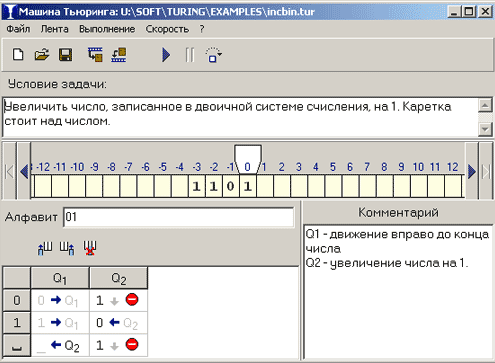 Машина Тьюринга: U:\SOFT\TURING\EXAMPLES\incbin.tur
Файл Лента Выполнение Скорость ?
Условие задачи:
Увеличить число, записанное в двоичной системе счисления, на 1. Каретка
стоит над числом.
-12 -11 -10 -9 -8 -7 -6 -5 -4 -3 -2 -1 0 1 2 3 4 5 6 7 8 9 10 11 12
1 1 0 1
Алфавит 01
Комментарий
Q1 - движение вправо до конца
числа
Q2 - увеличение числа на 1.
Q1 Q2
0 0 → Q1 1 ↓
1 1 → Q1 0 ← Q2
_ _ ← Q2 1 ↓